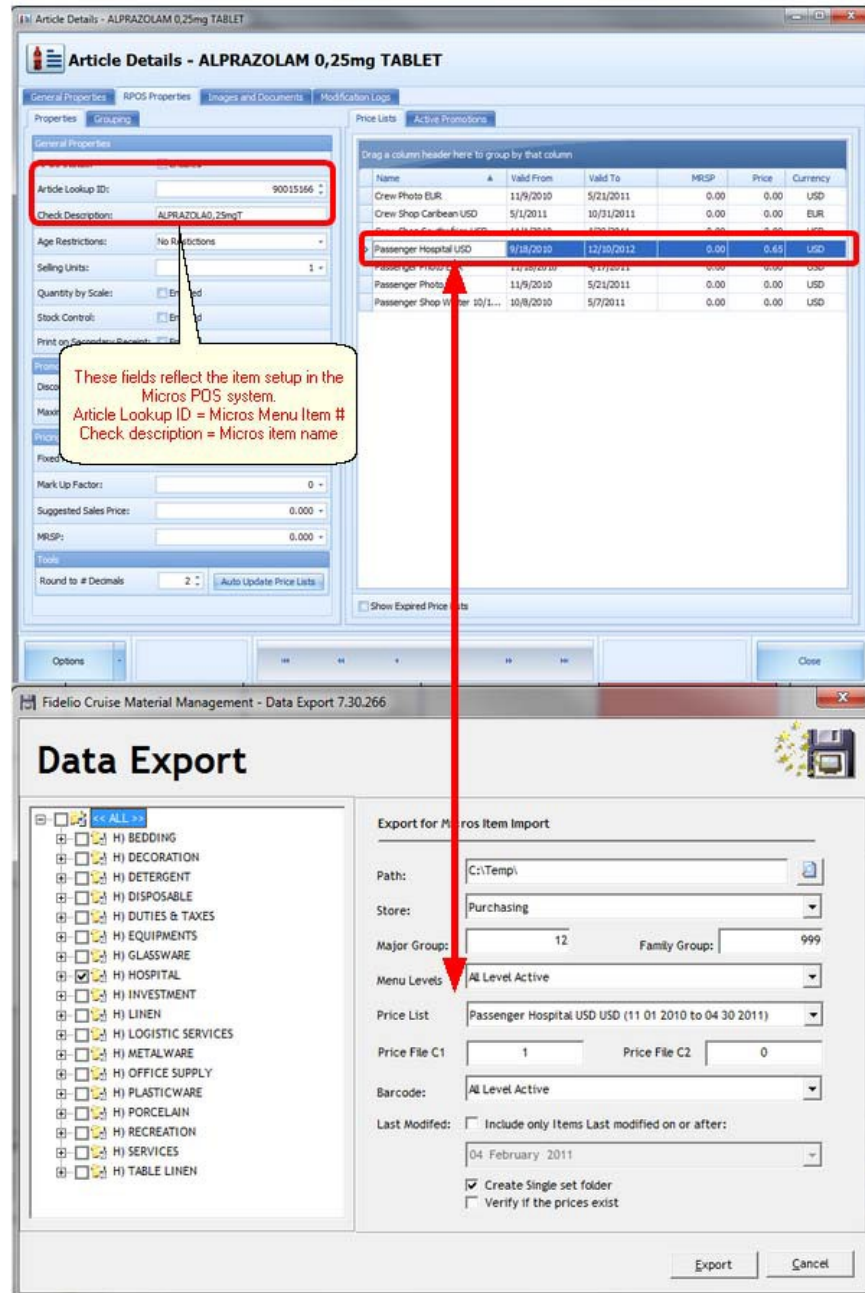 Article Details - ALPRAZOLAM 0,25mg TABLET
Article Details - ALPRAZOLAM 0,25mg TABLET
General Properties RPOS Properties Images and Documents Modification Logs
Properties Grouping
General Properties
Article Lookup ID: 90015166
Check Description: ALPRAZOLA0,25mgT
Age Restrictions: No Restictions
Selling Units: 1
Quantity by Scale:
Stock Control:
Print on Secondary Receipt:
These fields reflect the item setup in the
Micros POS system.
Article Lookup ID = Micros Menu Item #
Check description = Micros item name
Mark Up Factor: 0
Suggested Sales Price: 0.000
MRSP: 0.000
Tools
Round to # Decimals 2 Auto Update Price Lists
Price Lists Active Promotions
Drag a column header here to group by that column
Name Valid From Valid To MRSP Price Currency
Crew Photo EUR 11/9/2010 5/21/2011 0.00 0.00 USD
Crew Shop Caribean USD 5/1/2011 10/31/2011 0.00 0.00 EUR
Passenger Hospital USD 9/18/2010 12/10/2012 0.00 0.65 USD
Passenger Photo 11/9/2010 5/21/2011 0.00 0.00 USD
Passenger Shop Winter 10/1... 10/8/2010 5/7/2011 0.00 0.00 USD
Show Expired Price Lists
Options Close
Fidelio Cruise Material Management - Data Export 7.30.266
Data Export
<< ALL >>
H) BEDDING
H) DECORATION
H) DETERGENT
H) DISPOSABLE
H) DUTIES & TAXES
H) EQUIPMENTS
H) GLASSWARE
H) HOSPITAL
H) INVESTMENT
H) LINEN
H) LOGISTIC SERVICES
H) METALWARE
H) OFFICE SUPPLY
H) PLASTICWARE
H) PORCELAIN
H) RECREATION
H) SERVICES
H) TABLE LINEN
Export for Micros Item Import
Path: C:\Temp\
Store: Purchasing
Major Group: 12 Family Group: 999
Menu Levels All Level Active
Price List Passenger Hospital USD USD (11 01 2010 to 04 30 2011)
Price File C1 1 Price File C2 0
Barcode: All Level Active
Last Modifed: Include only Items Last modified on or after:
04 February 2011
Create Single set folder
Verify if the prices exist
Export Cancel